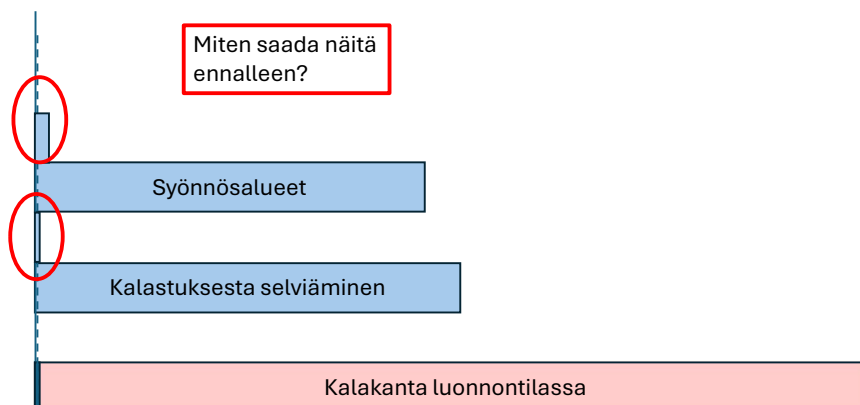 Miten saada näitä
ennalleen?
Syönnösalueet
Kalastuksesta selviäminen
Kalakanta luonnontilassa